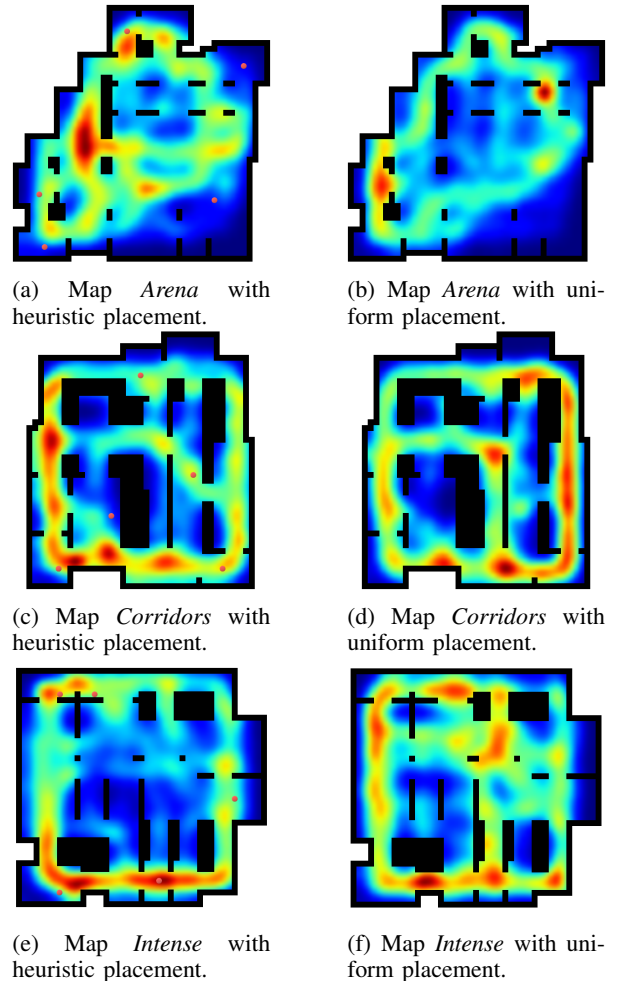 (a) Map Arena with
heuristic placement.
(b) Map Arena with uni-
form placement.
(c) Map Corridors with
heuristic placement.
(d) Map Corridors with
uniform placement.
(e) Map Intense with
heuristic placement.
(f) Map Intense with uni-
form placement.